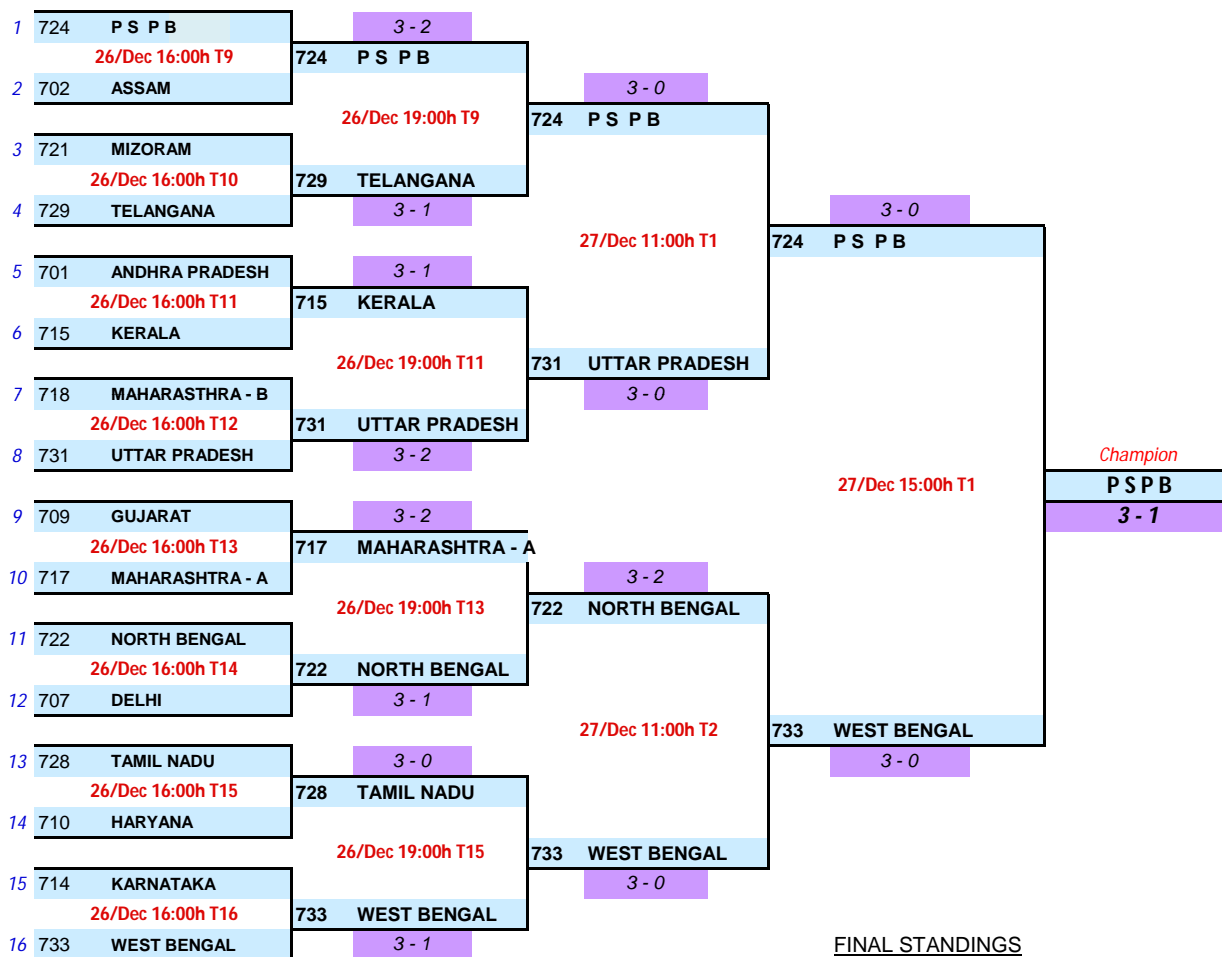 3 - 2
1 724 P S P B
26/Dec 16:00h T9 724 P S P B
2 702 ASSAM 3 - 0
26/Dec 19:00h T9 724 P S P B
3 721 MIZORAM
26/Dec 16:00h T10 729 TELANGANA
4 729 TELANGANA 3 - 1 3 - 0
27/Dec 11:00h T1 724 P S P B
5 701 ANDHRA PRADESH 3 - 1
26/Dec 16:00h T11 715 KERALA
6 715 KERALA
26/Dec 19:00h T11 731 UTTAR PRADESH
7 718 MAHARASTHRA - B 3 - 0
26/Dec 16:00h T12 731 UTTAR PRADESH
8 731 UTTAR PRADESH 3 - 2 Champion
27/Dec 15:00h T1 P S P B
9 709 GUJARAT 3 - 2 3 - 1
26/Dec 16:00h T13 717 MAHARASHTRA - A
10 717 MAHARASHTRA - A 3 - 2
26/Dec 19:00h T13 722 NORTH BENGAL
11 722 NORTH BENGAL
26/Dec 16:00h T14 722 NORTH BENGAL
12 707 DELHI 3 - 1
27/Dec 11:00h T2 733 WEST BENGAL
13 728 TAMIL NADU 3 - 0 3 - 0
26/Dec 16:00h T15 728 TAMIL NADU
14 710 HARYANA
26/Dec 19:00h T15 733 WEST BENGAL
15 714 KARNATAKA 3 - 0
26/Dec 16:00h T16 733 WEST BENGAL
16 733 WEST BENGAL 3 - 1 FINAL STANDINGS